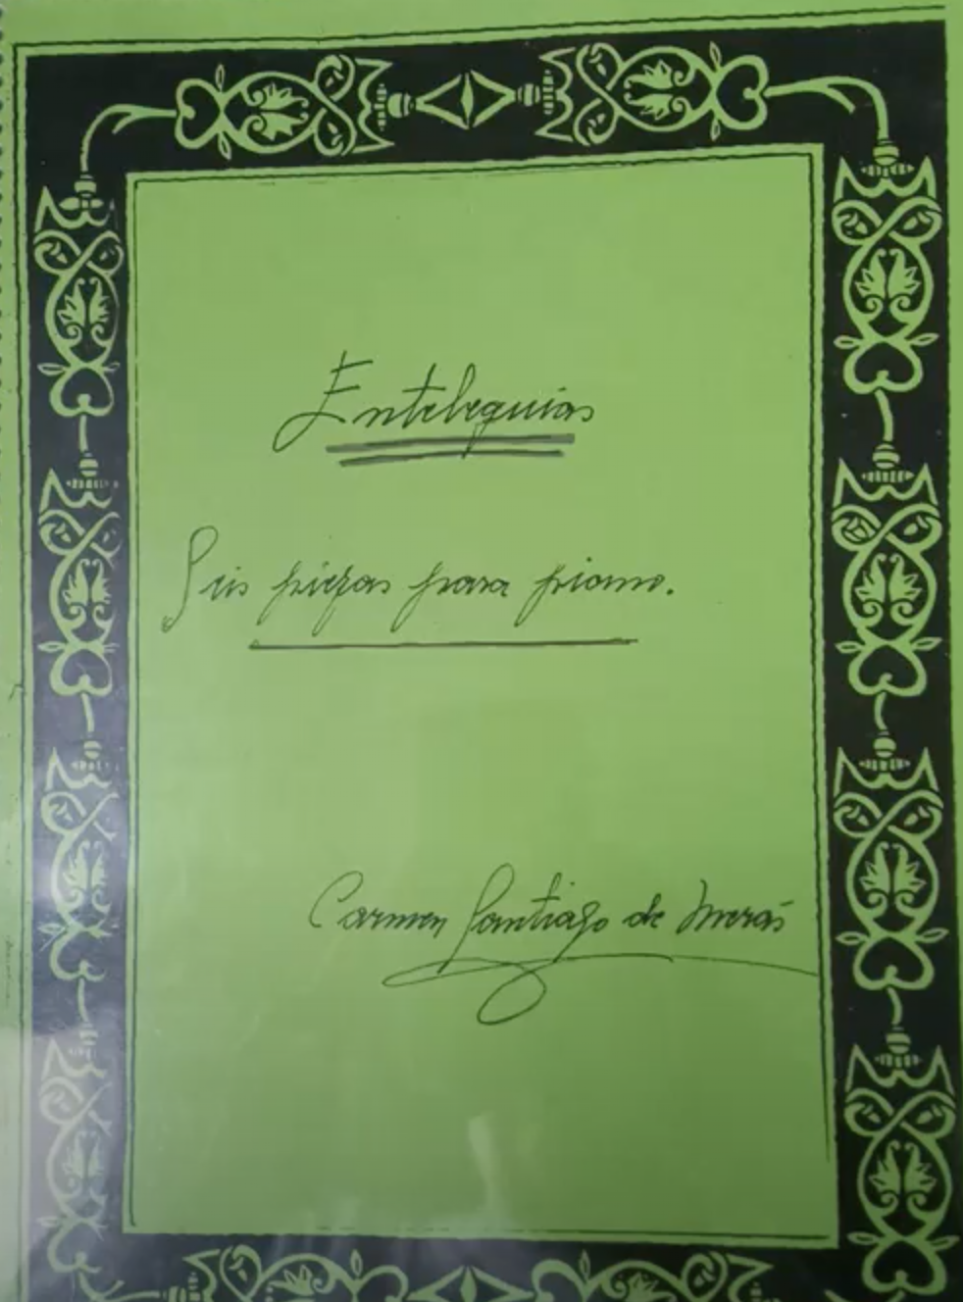 Entelequias
Seis piezas para piano.
Carmen Santiago de Merás